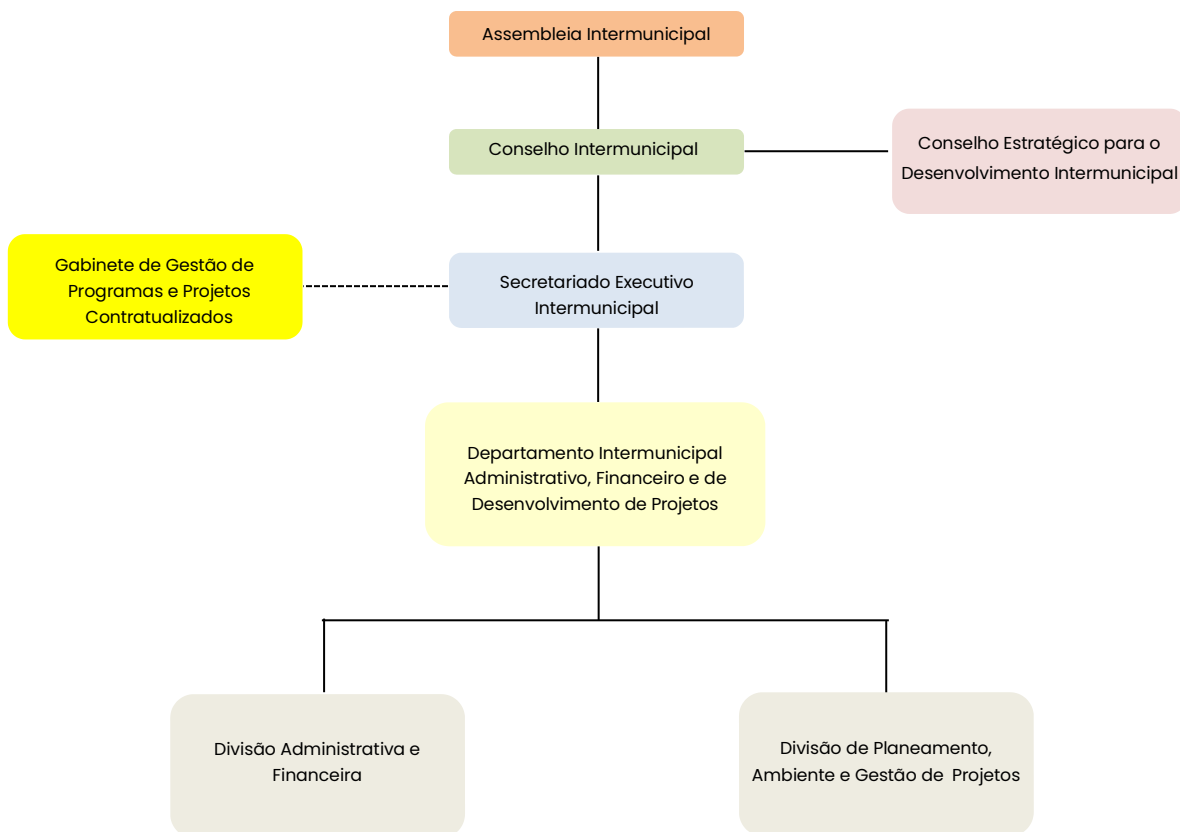 Assembleia Intermunicipal
Conselho Intermunicipal
Conselho Estratégico para o
Desenvolvimento Intermunicipal
Gabinete de Gestão de
Programas e Projetos
Contratualizados
Secretariado Executivo
Intermunicipal
Departamento Intermunicipal
Administrativo, Financeiro e de
Desenvolvimento de Projetos
Divisão Administrativa e
Financeira
Divisão de Planeamento,
Ambiente e Gestão de Projetos